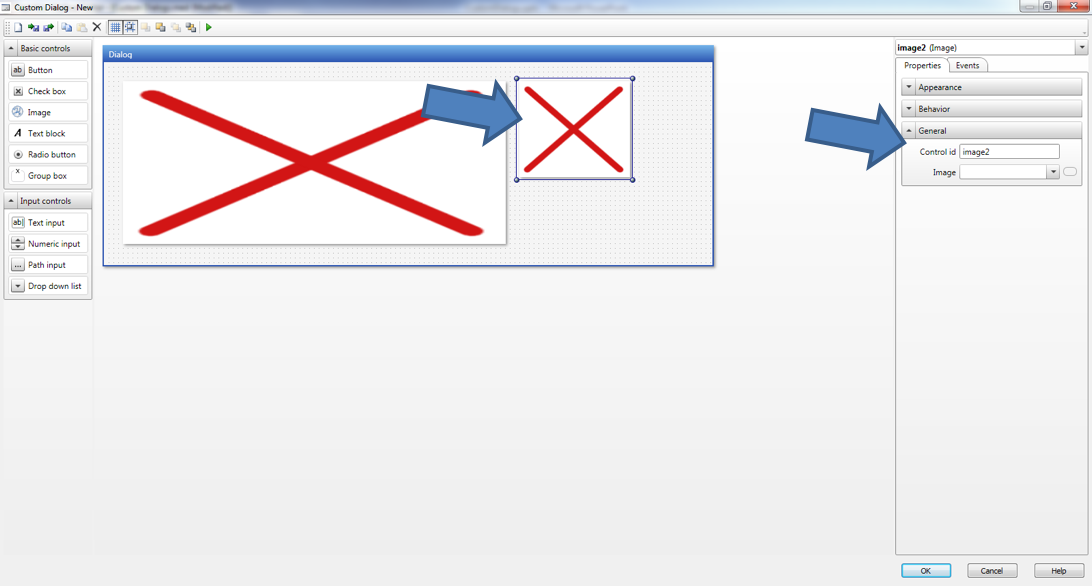 Custom Dialog - New
Basic controls
ab Button
Check box
Image
A Text block
Radio button
x Group box
Input controls
ab Text input
Numeric input
... Path input
Drop down list
Dialog
image2 (Image)
Properties Events
Appearance
Behavior
General
Control id image2
Image
OK Cancel Help